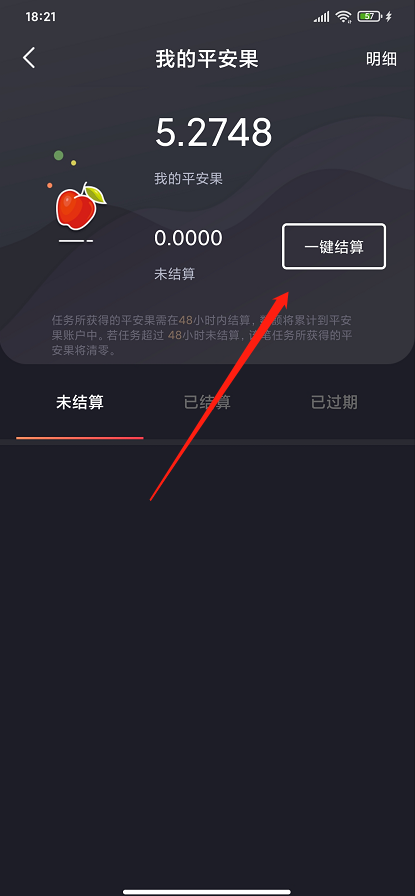 18:21
57
我的平安果
明细
5.2748
我的平安果
0.0000
一键结算
未结算
任务所获得的平安果需在48小时内结算，数额将累计到平安
果账户中。若任务超过 48小时未结算，该笔任务所获得的平
安果将清零。
未结算
已结算
已过期